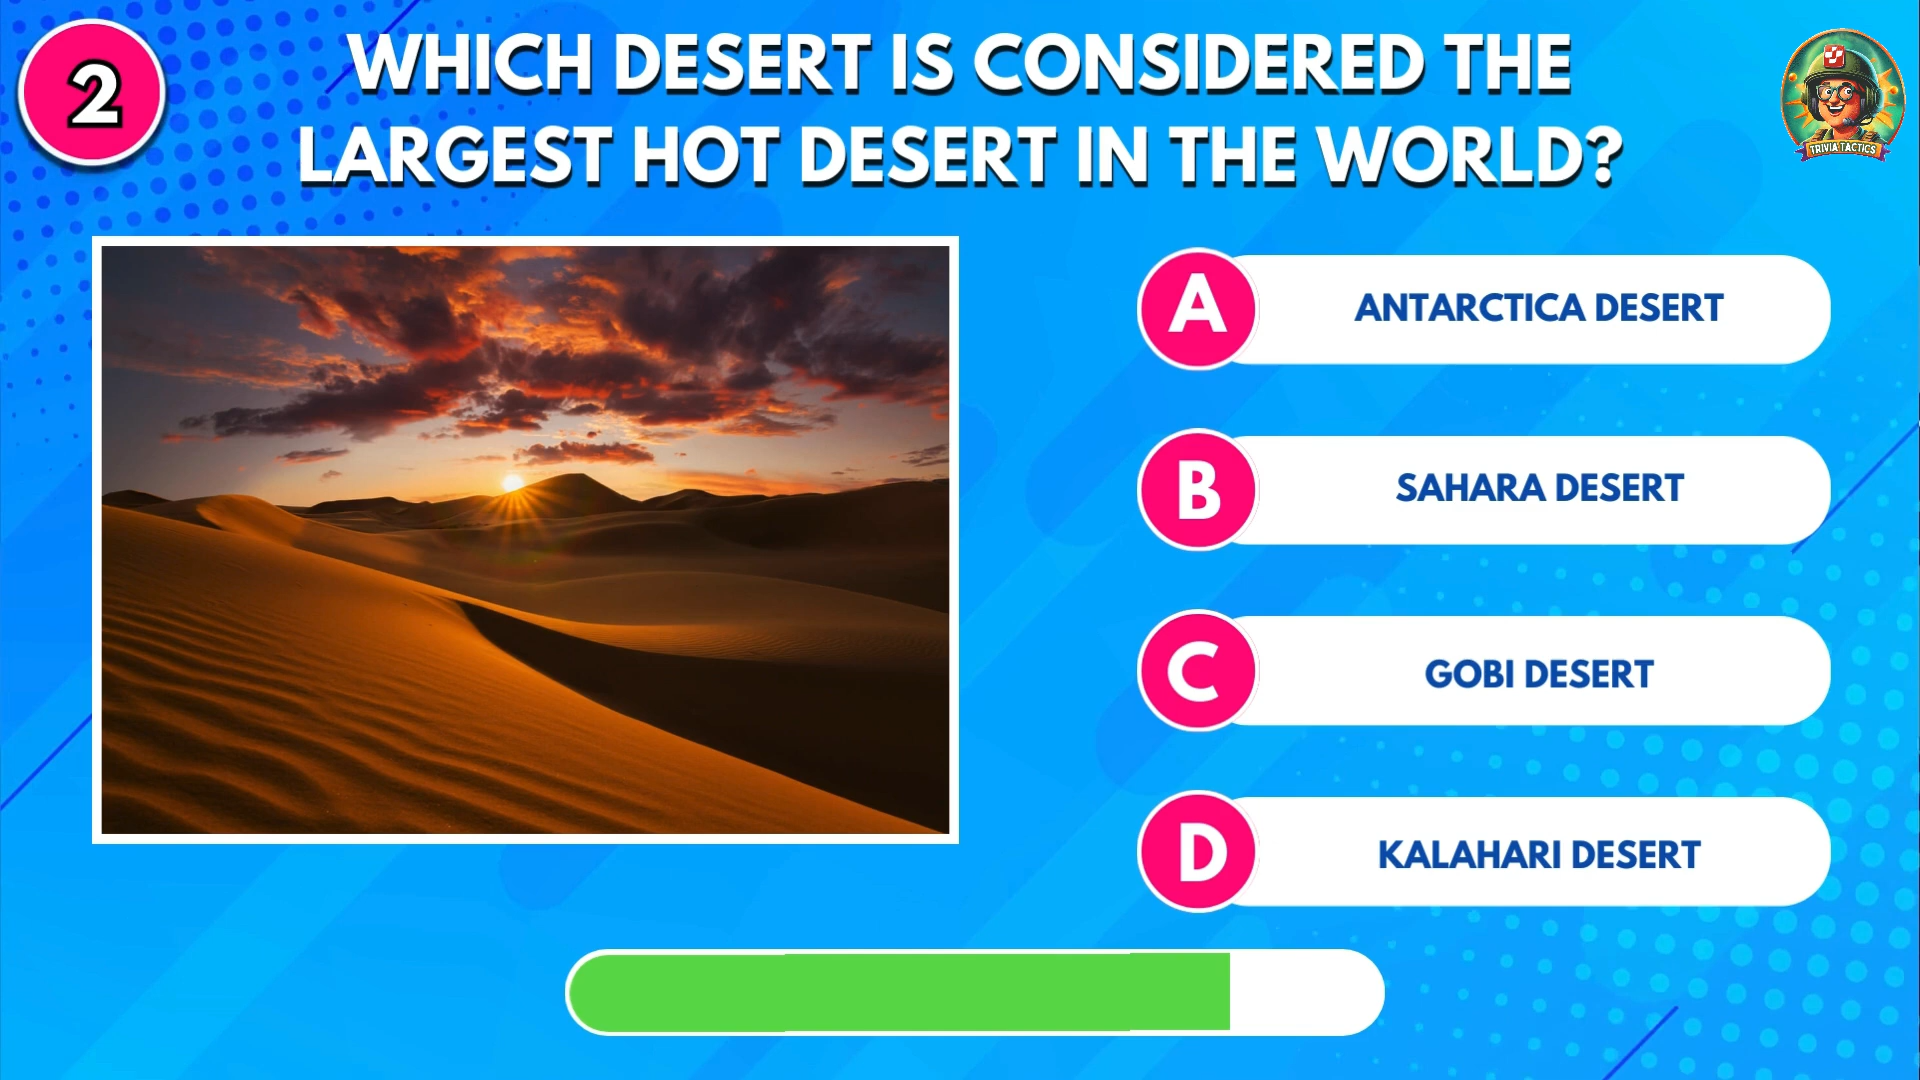 2
WHICH DESERT IS CONSIDERED THE
LARGEST HOT DESERT IN THE WORLD?
TRIVIA TACTICS
A
ANTARCTICA DESERT
B
SAHARA DESERT
C
GOBI DESERT
D
KALAHARI DESERT